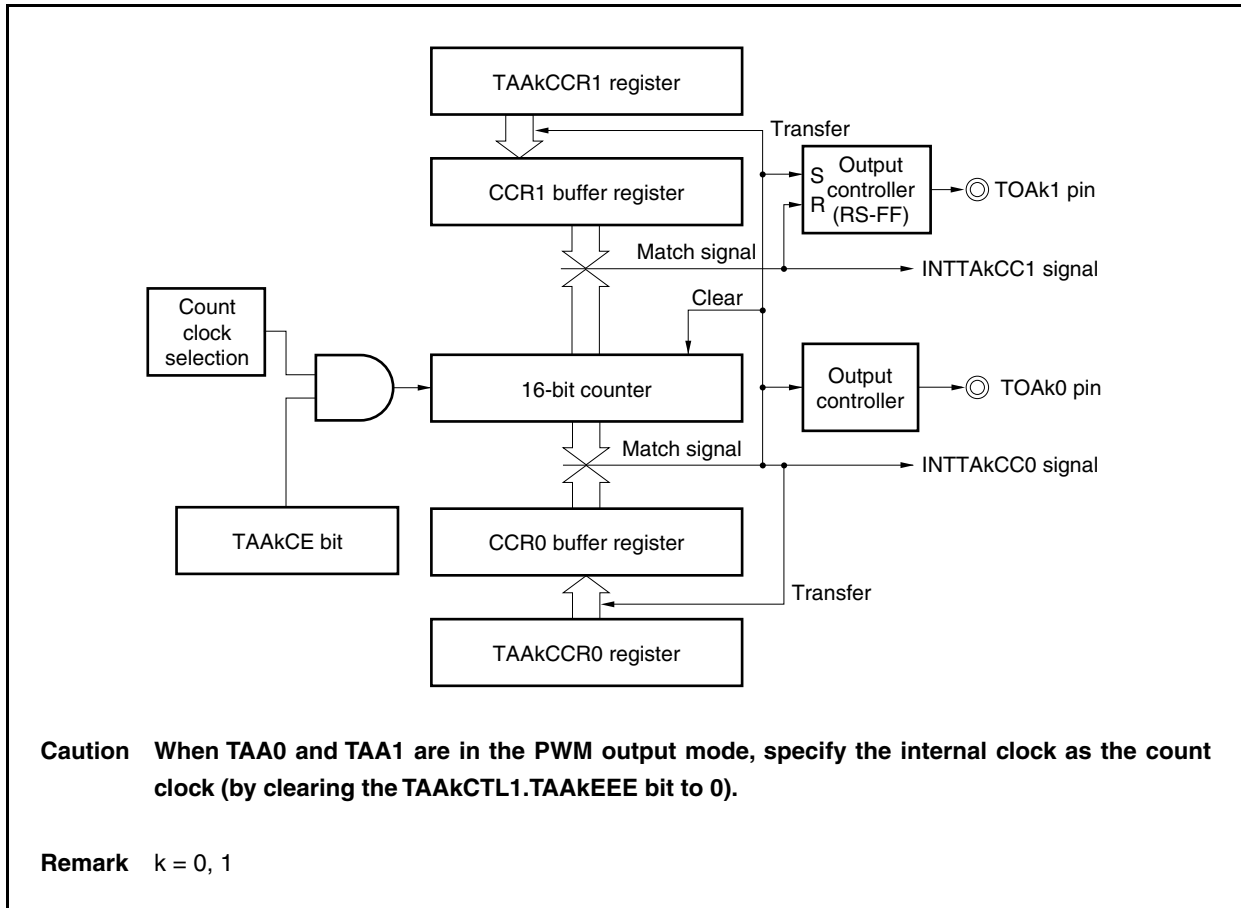 TAAkCCR1 register
Transfer
CCR1 buffer register
S
R
Output
controller
(RS-FF)
TOAk1 pin
Match signal
INTTAkCC1 signal
Clear
Count
clock
selection
16-bit counter
Output
controller
TOAk0 pin
Match signal
INTTAkCC0 signal
TAAkCE bit
CCR0 buffer register
Transfer
TAAkCCR0 register
Caution When TAA0 and TAA1 are in the PWM output mode, specify the internal clock as the count
clock (by clearing the TAAkCTL1.TAAkEEE bit to 0).
Remark k = 0, 1